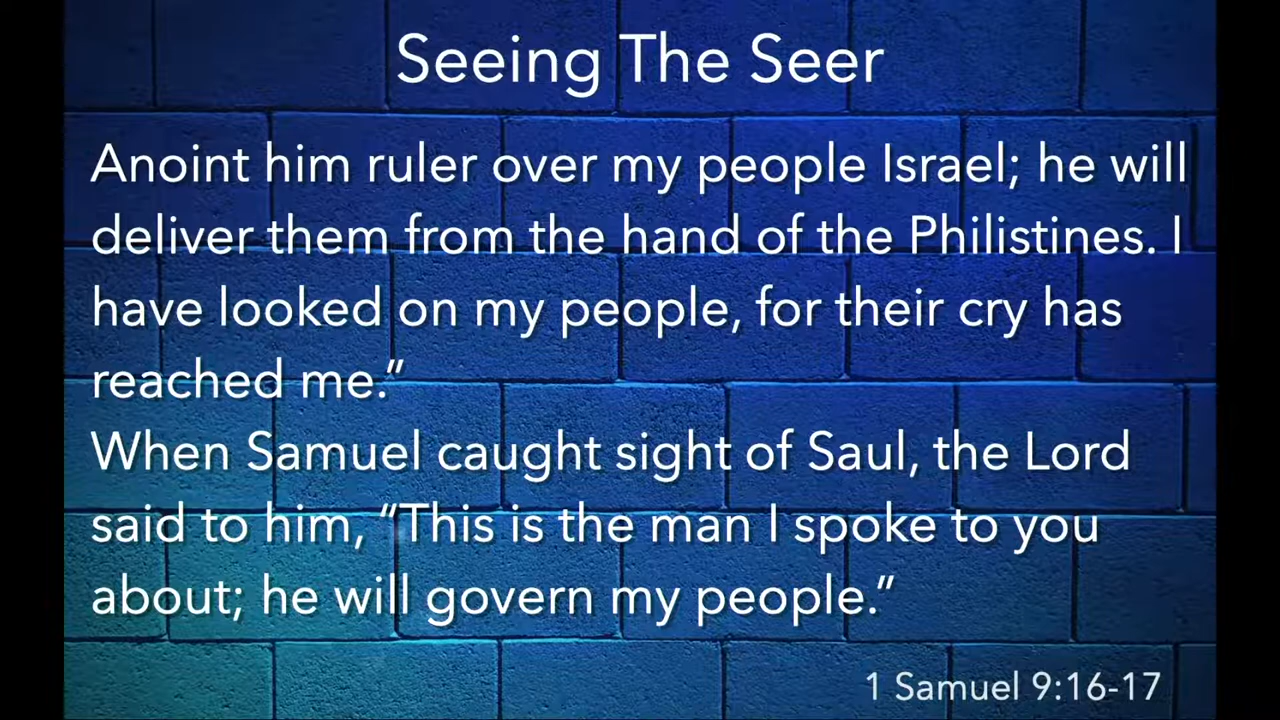 Seeing The Seer
Anoint him ruler over my people Israel; he will
deliver them from the hand of the Philistines. I
have looked on my people, for their cry has
reached me.”
When Samuel caught sight of Saul, the Lord
said to him, “This is the man I spoke to you
about; he will govern my people.”
1 Samuel 9:16-17